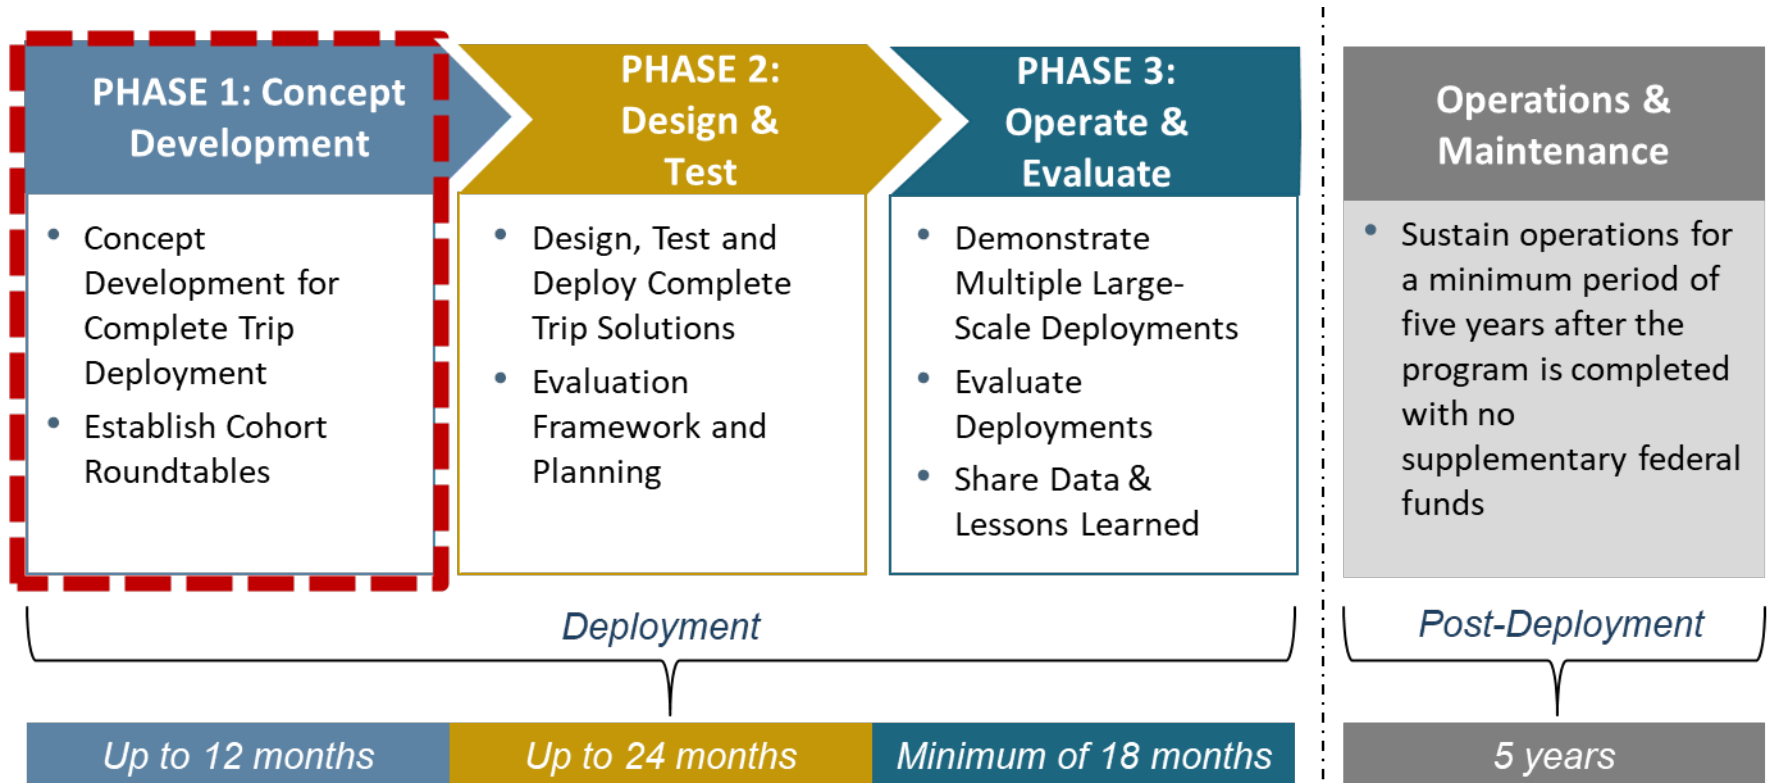 PHASE 1: Concept
Development
PHASE 2:
Design &
Test
PHASE 3:
Operate &
Evaluate
Operations &
Maintenance
• Concept
Development for
Complete Trip
Deployment
• Establish Cohort
Roundtables
• Design, Test and
Deploy Complete
Trip Solutions
• Evaluation
Framework and
Planning
• Demonstrate
Multiple Large-
Scale Deployments
• Evaluate
Deployments
• Share Data &
Lessons Learned
• Sustain operations for
a minimum period of
five years after the
program is completed
with no
supplementary federal
funds
Deployment
Post-Deployment
Up to 12 months
Up to 24 months
Minimum of 18 months
5 years